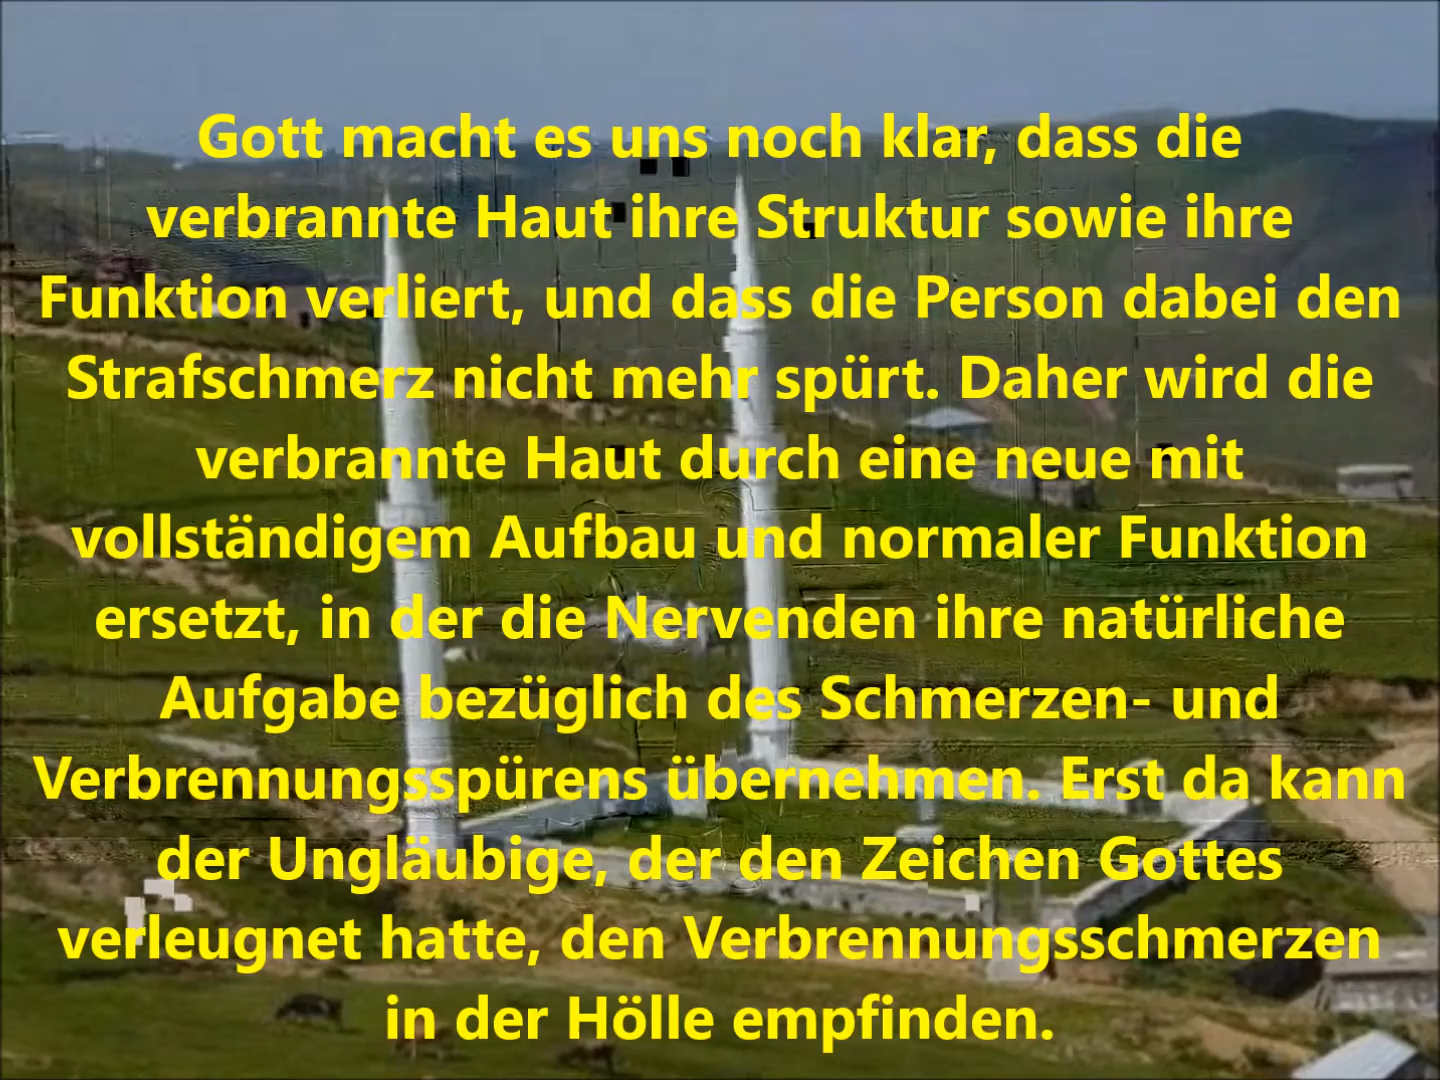 Gott macht es uns noch klar, dass die
verbrannte Haut ihre Struktur sowie ihre
Funktion verliert, und dass die Person dabei den
Strafschmerz nicht mehr spürt. Daher wird die
verbrannte Haut durch eine neue mit
vollständigem Aufbau und normaler Funktion
ersetzt, in der die Nervenden ihre natürliche
Aufgabe bezüglich des Schmerzen- und
Verbrennungsspürens übernehmen. Erst da kann
der Ungläubige, der den Zeichen Gottes
verleugnet hatte, den Verbrennungsschmerzen
in der Hölle empfinden.